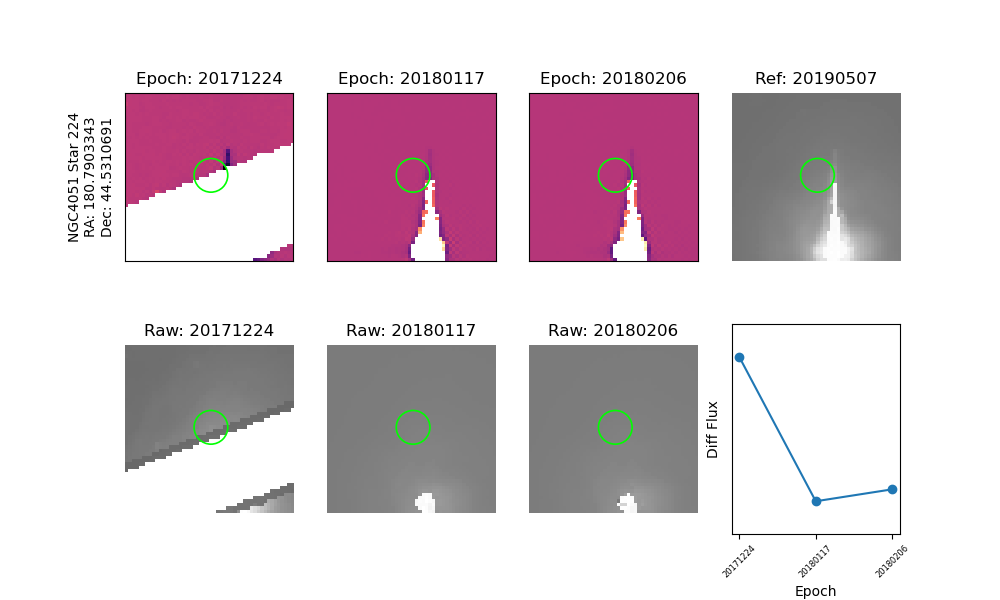 Epoch: 20171224
Epoch: 20180117
Epoch: 20180206
Ref: 20190507
NGC4051 Star 224
RA: 180.7903343
Dec: 44.5310691
Raw: 20171224
Raw: 20180117
Raw: 20180206
Diff Flux
20171224
20180117
20180206
Epoch